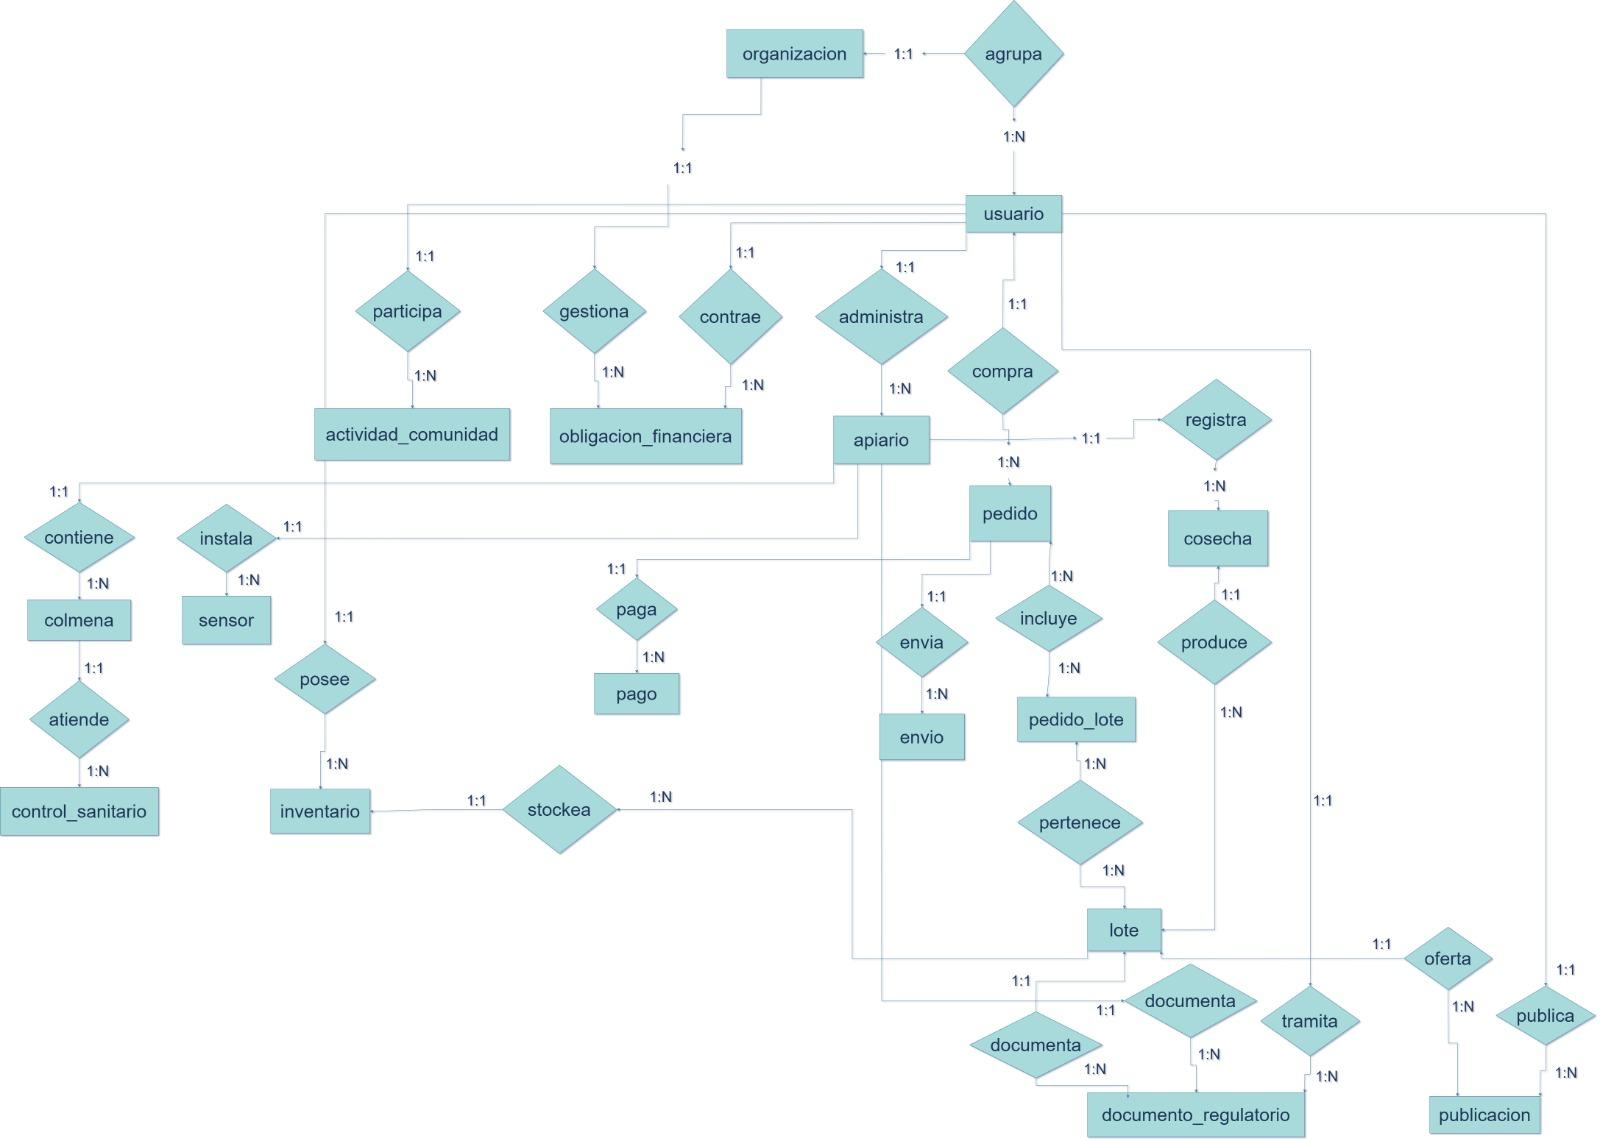 organizacion
1:1
agrupa
1:N
1:1
usuario
1:1
1:1
1:1
participa
gestiona
contrae
administra
1:1
compra
1:N
1:N
1:N
1:N
registra
actividad_comunidad
obligacion_financiera
apiario
1:1
1:N
1:N
1:1
pedido
contiene
instala
1:1
cosecha
1:N
1:N
1:1
1:N
1:1
1:1
colmena
sensor
1:1
paga
envia
incluye
produce
1:1
1:N
1:N
posee
1:N
pago
1:N
atiende
pedido_lote
envio
1:N
1:N
1:N
control_sanitario
inventario
1:1
stockea
1:N
pertenece
1:1
1:N
lote
1:1
oferta
1:1
1:1
documenta
1:1
1:N
publica
tramita
documenta
1:N
1:N
1:N
1:N
documento_regulatorio
publicacion